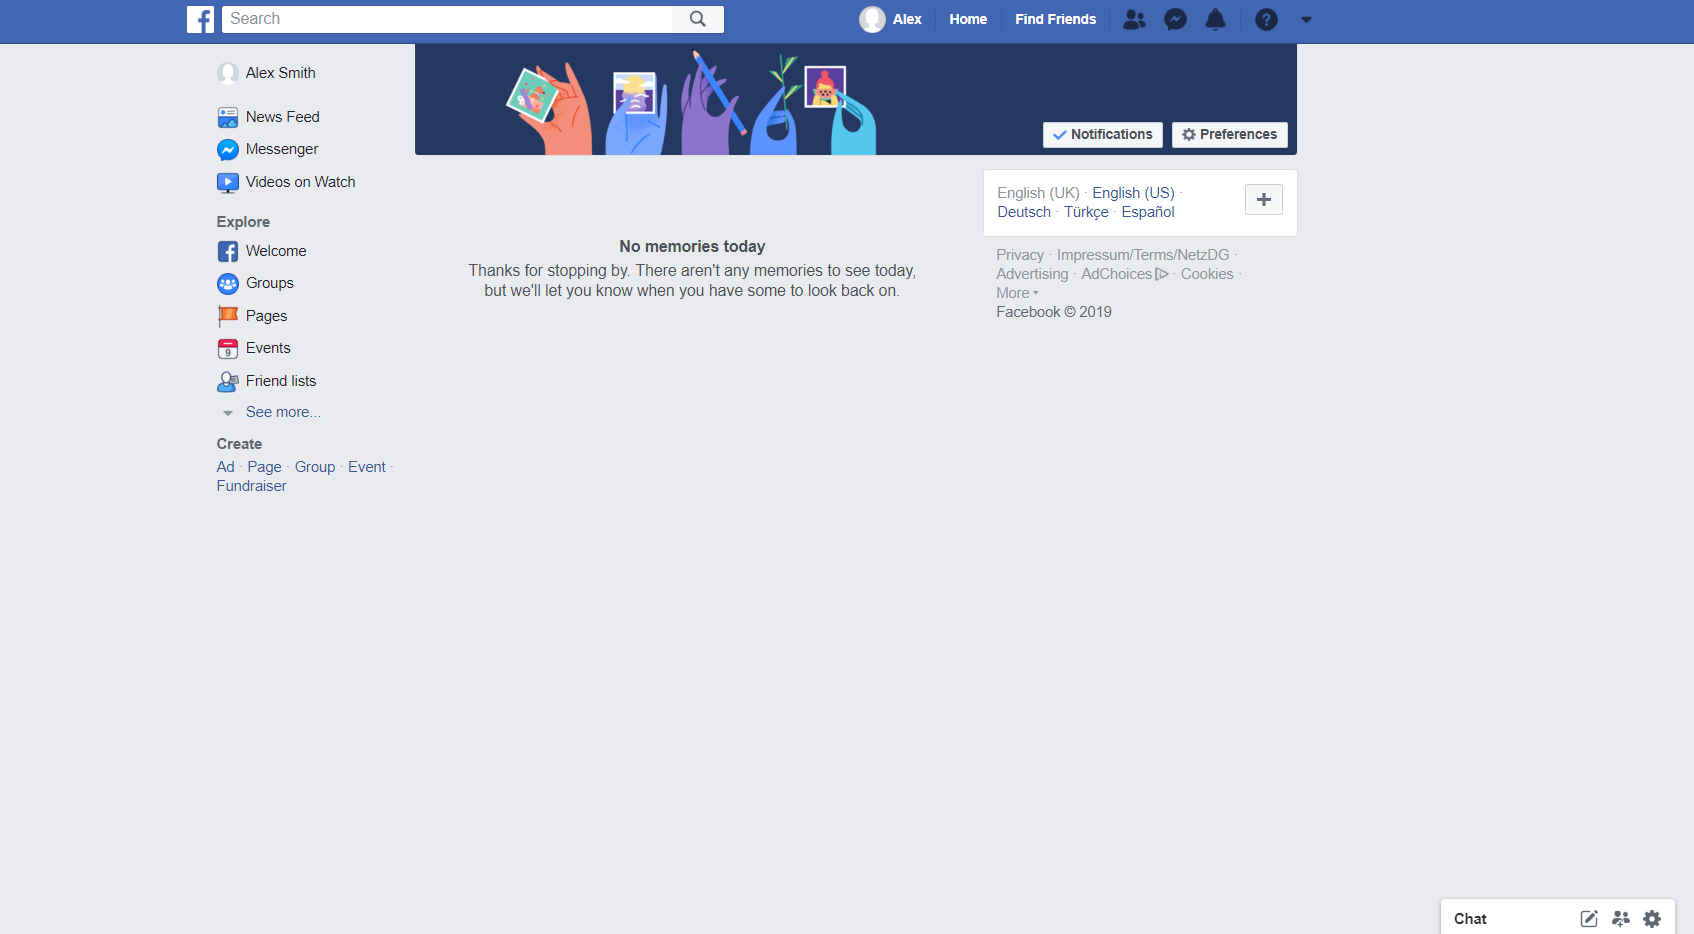 Search
Alex
Home
Find Friends
Alex Smith
News Feed
Messenger
Videos on Watch
Explore
Welcome
Groups
Pages
9
Events
Friend lists
See more...
Create
Ad · Page · Group · Event ·
Fundraiser
Notifications
Preferences
No memories today
Thanks for stopping by. There aren't any memories to see today,
but we'll let you know when you have some to look back on.
English (UK) · English (US) ·
Deutsch · Türkçe · Español
Privacy · Impressum/Terms/NetzDG ·
Advertising · AdChoices · Cookies ·
More
Facebook © 2019
Chat